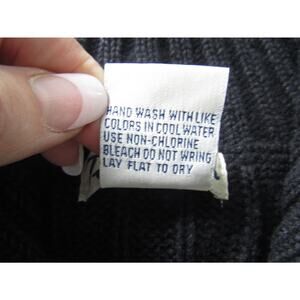 HAND WASH WITH LIKE
COLORS IN COOL WATER
USE NON-CHLORINE
BLEACH DO NOT WRING
LAY FLAT TO DRY